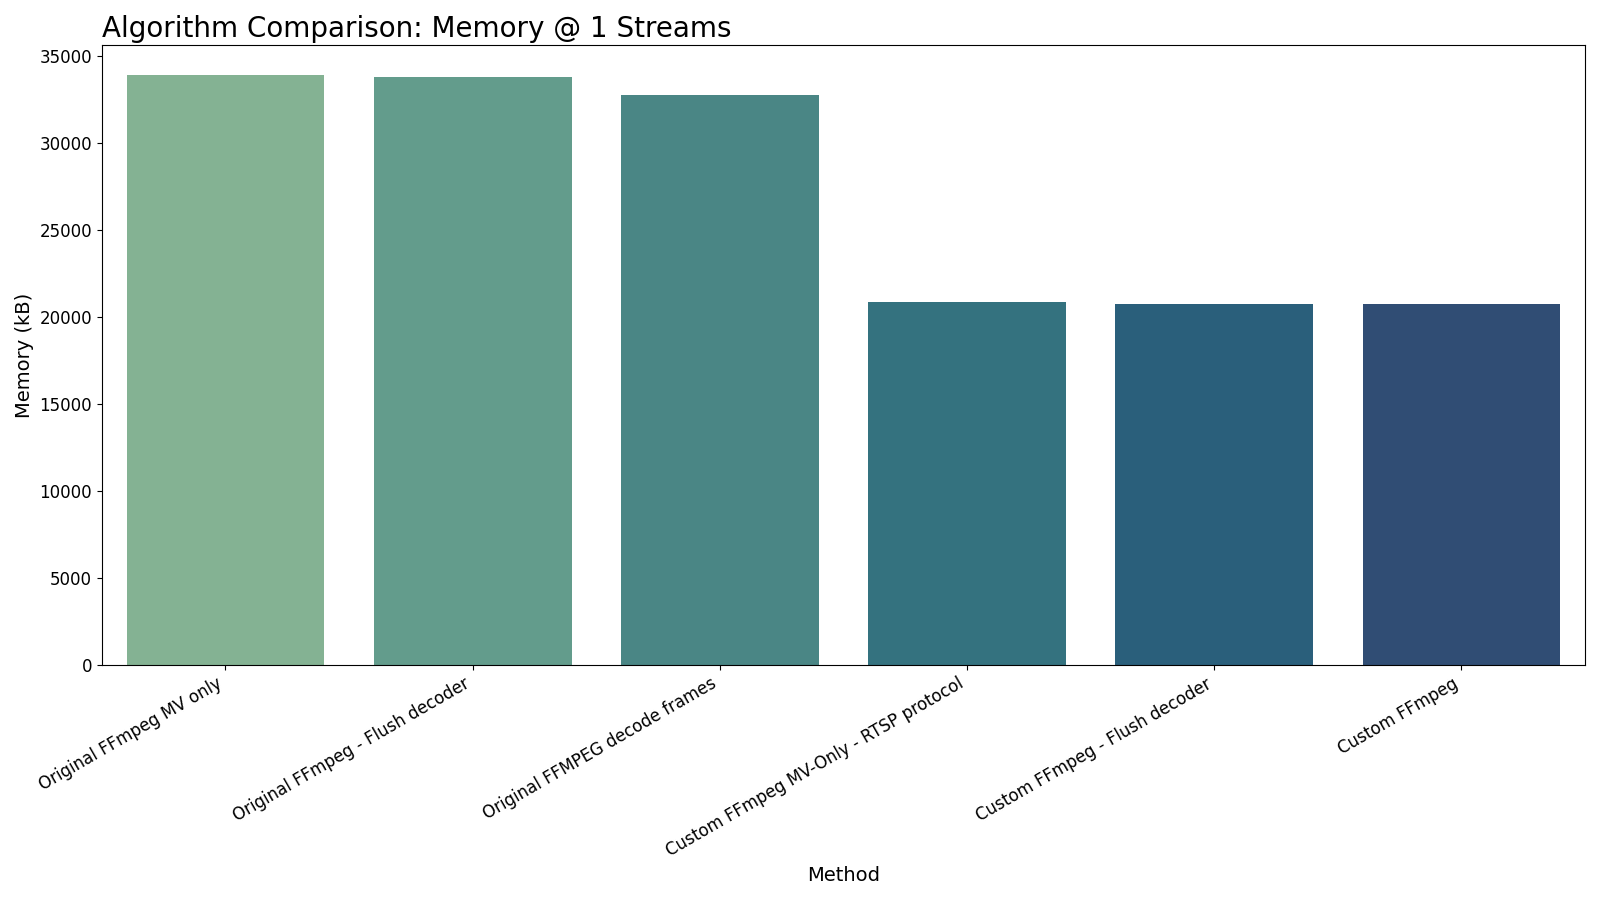 Algorithm Comparison: Memory @ 1 Streams
35000
30000
25000
20000
15000
10000
5000
0
Memory (kB)
Original FFmpeg MV only
Original FFmpeg - Flush decoder
Original FFMPEG decode frames
Custom FFmpeg MV-Only - RTSP protocol
Custom FFmpeg - Flush decoder
Custom FFmpeg
Method